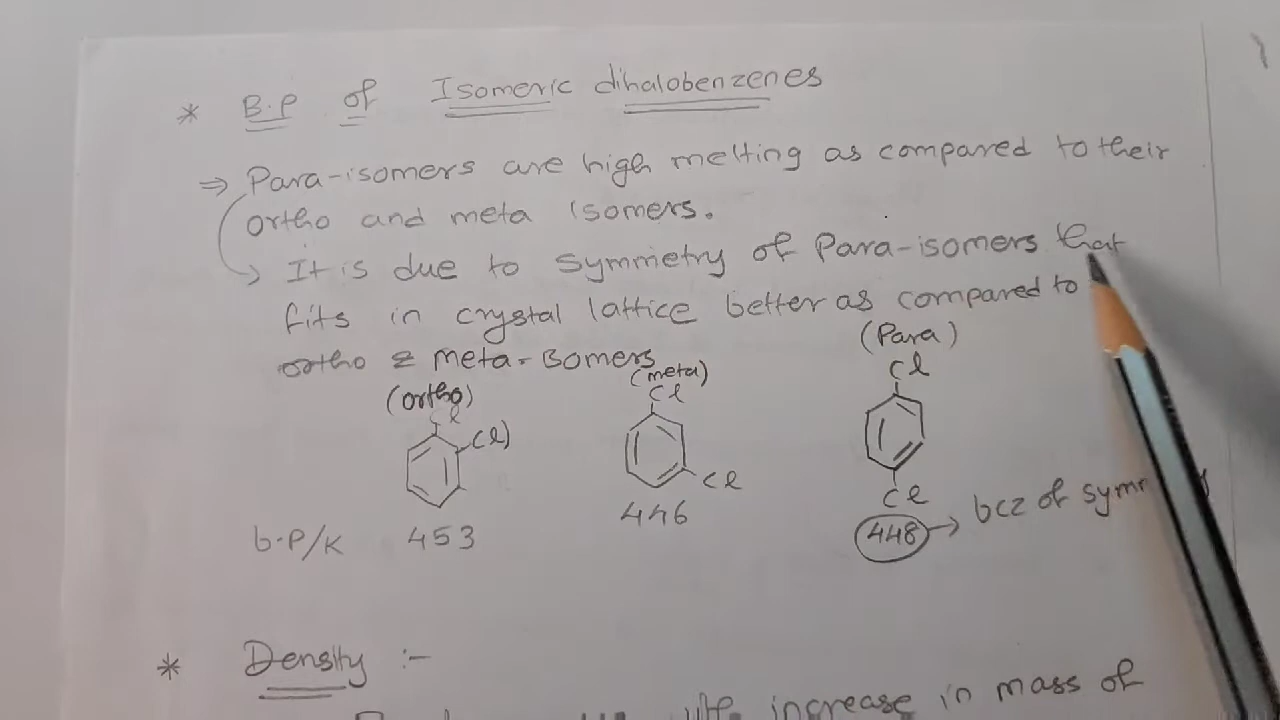 * B.P of Isomeric dihalobenzenes
⇒ Para-isomers are high melting as compared to their
ortho and meta isomers.
→ It is due to symmetry of Para-isomers that
fits in crystal lattice better as compared to
ortho & meta-isomers
(ortho) (meta) (Para)
Cl Cl Cl
Cl) Cl Cl
b.P/K 453 446 448 → bcz of
* Density :-
increase in mass of